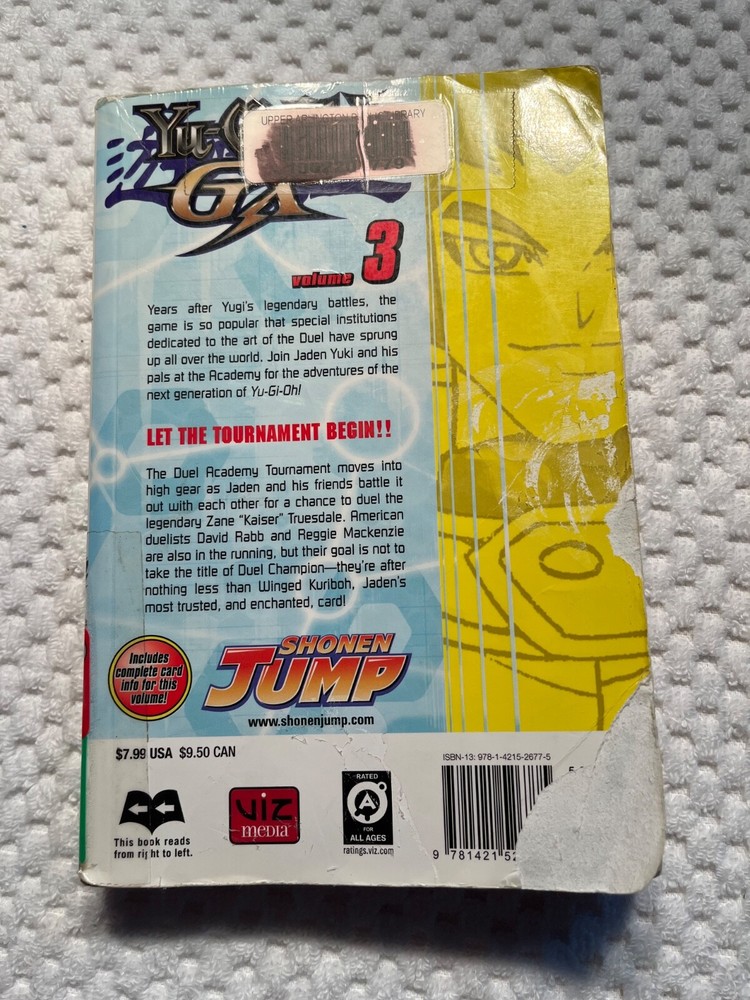 Yu-G
UPPER ARLINGTON PUBLIC LIBRARY
779
GX
volume 3
Years after Yugi's legendary battles, the
game is so popular that special institutions
dedicated to the art of the Duel have sprung
up all over the world. Join Jaden Yuki and his
pals at the Academy for the adventures of the
next generation of Yu-Gi-Oh!
LET THE TOURNAMENT BEGIN!!
The Duel Academy Tournament moves into
high gear as Jaden and his friends battle it
out with each other for a chance to duel the
legendary Zane "Kaiser" Truesdale. American
duelists David Rabb and Reggie Mackenzie
are also in the running, but their goal is not to
take the title of Duel Champion—they're after
nothing less than Winged Kuriboh, Jaden's
most trusted, and enchanted, card!
Includes
complete card
info for this
volume!
SHONEN
JUMP
www.shonenjump.com
$7.99 USA $9.50 CAN
This book reads
from right to left.
VIZ
MEDIA
RATED
A
FOR
ALL AGES
ratings.viz.com
ISBN-13: 978-1-4215-2677-5
9 781421 52